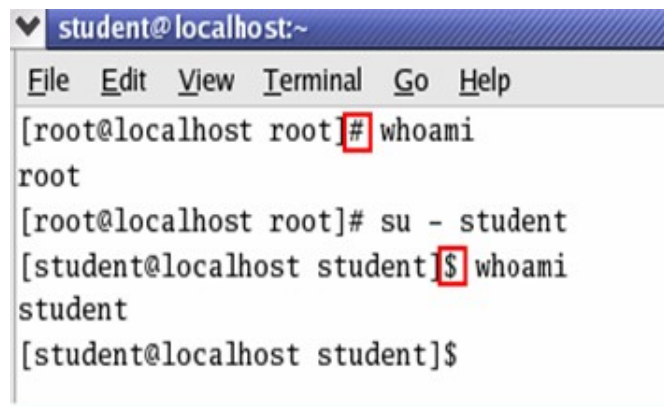 student@localhost:~
File Edit View Terminal Go Help
[root@localhost root]# whoami
root
[root@localhost root]# su - student
[student@localhost student]$ whoami
student
[student@localhost student]$